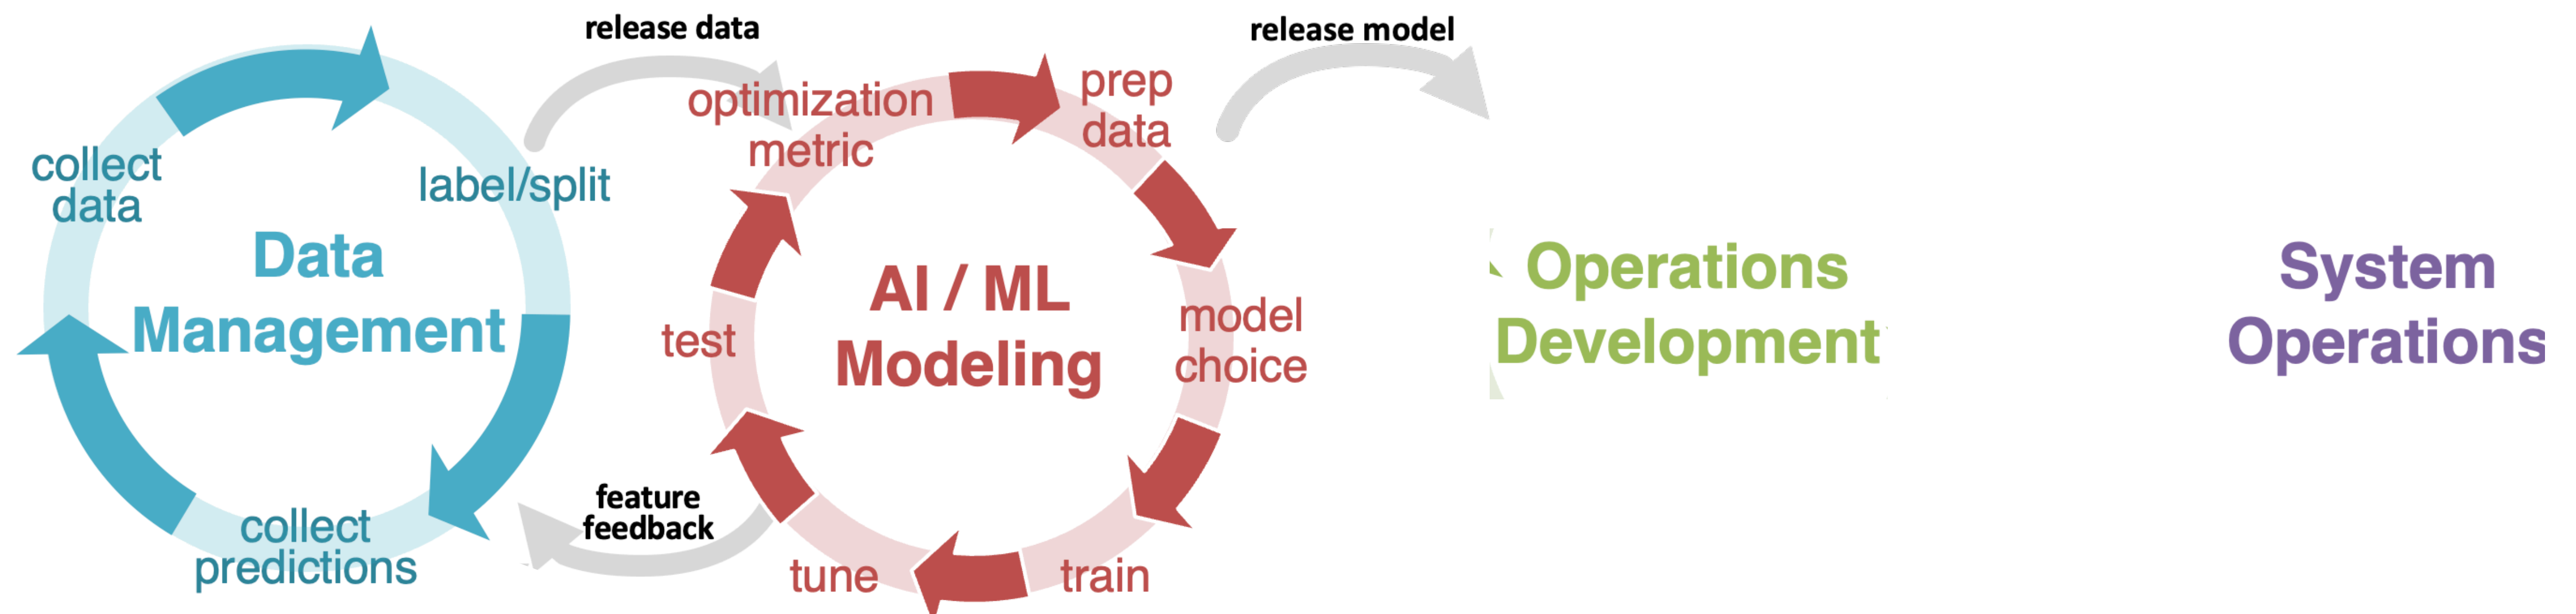 release data
release model
collect
data
label/split
Data
Management
collect
predictions
feature
feedback
optimization
metric
prep
data
model
choice
train
tune
test
AI / ML
Modeling
Operations
Development
System
Operations